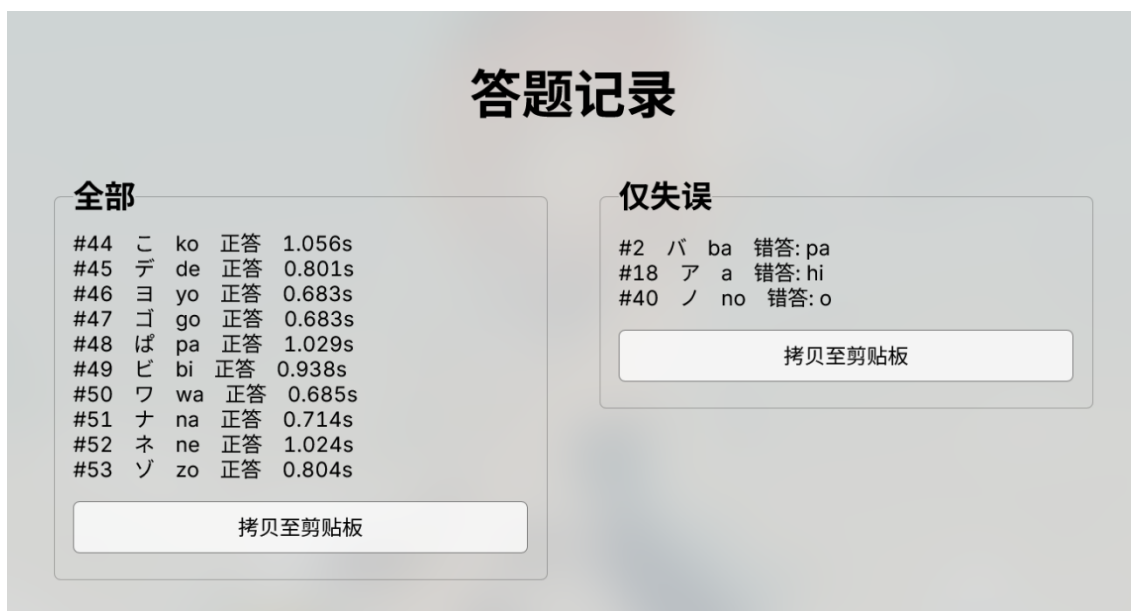 答题记录
全部
#44 こ ko 正答 1.056s
#45 デ de 正答 0.801s
#46 ヨ yo 正答 0.683s
#47 ゴ go 正答 0.683s
#48 ぱ pa 正答 1.029s
#49 ビ bi 正答 0.938s
#50 ワ wa 正答 0.685s
#51 ナ na 正答 0.714s
#52 ネ ne 正答 1.024s
#53 ゾ zo 正答 0.804s
拷贝至剪贴板
仅失误
#2 バ ba 错答: pa
#18 ア a 错答: hi
#40 ノ no 错答: o
拷贝至剪贴板